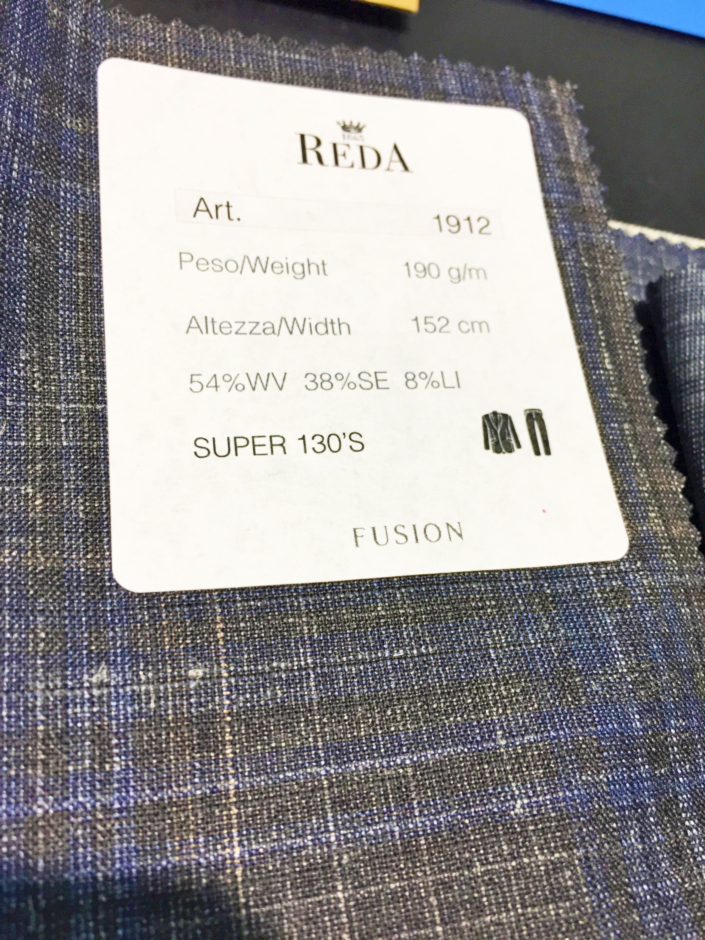 1865
REDA
Art. 1912
Peso/Weight 190 g/m
Altezza/Width 152 cm
54%WV 38%SE 8%LI
SUPER 130'S
FUSION